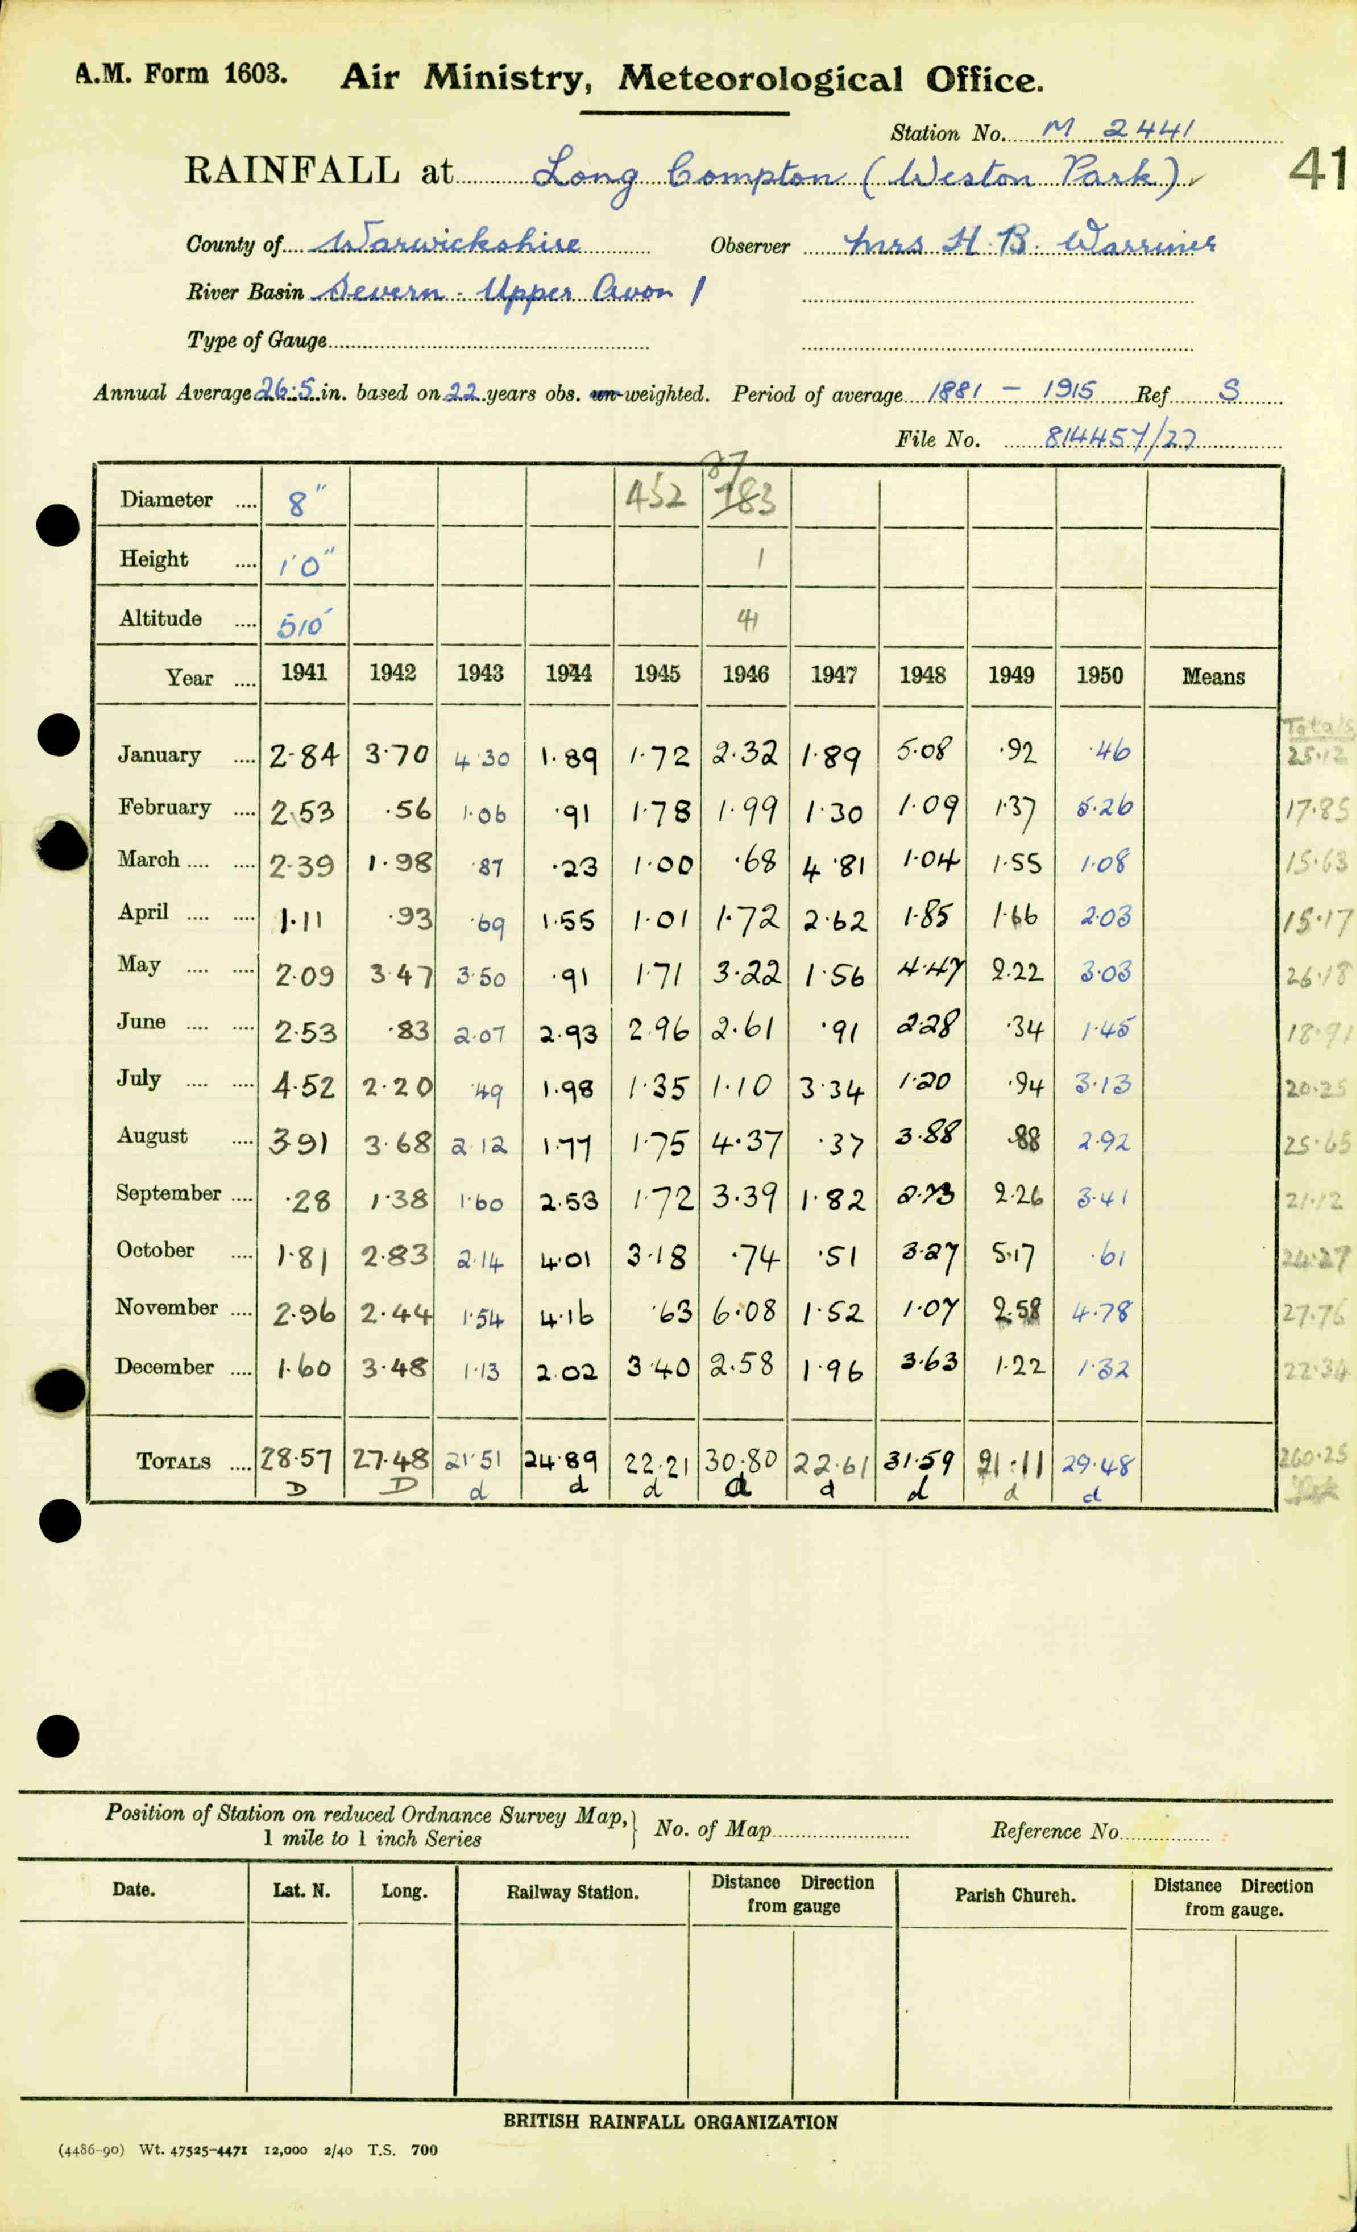 A.M. Form 1603. Air Ministry, Meteorological Office.
Station No. M 2441
41
RAINFALL at Long Compton (Weston Park)
County of Warwickshire Observer Mrs H. B. Warriner
River Basin Severn - Upper Avon 1
Type of Gauge
Annual Average 26.5 in. based on 22 years obs. un-weighted. Period of average 1881 - 1915 Ref S
File No. 814457/27
37
Diameter .... 8" 452 183
Height .... 1'0" 1
Altitude .... 510' 41
Year .... 1941 1942 1943 1944 1945 1946 1947 1948 1949 1950 Means
Totals
January .... 2.84 3.70 4.30 1.89 1.72 2.32 1.89 5.08 .92 .46 25.12
February .... 2.53 .56 1.06 .91 1.78 1.99 1.30 1.09 1.37 5.26 17.85
March .... .... 2.39 1.98 .87 .23 1.00 .68 4.81 1.04 1.55 1.08 15.63
April .... .... 1.11 .93 .69 1.55 1.01 1.72 2.62 1.85 1.66 2.03 15.17
May .... .... 2.09 3.47 3.50 .91 1.71 3.22 1.56 4.47 2.22 3.03 26.18
June .... .... 2.53 .83 2.07 2.93 2.96 2.61 .91 2.28 .34 1.45 18.91
July .... .... 4.52 2.20 .49 1.98 1.35 1.10 3.34 1.20 .94 3.13 20.25
August .... 3.91 3.68 2.12 1.77 1.75 4.37 .37 3.88 .88 2.92 25.65
September .... .28 1.38 1.60 2.53 1.72 3.39 1.82 2.73 2.26 3.41 21.12
October .... 1.81 2.83 2.14 4.01 3.18 .74 .51 3.27 5.17 .61 24.27
November .... 2.96 2.44 1.54 4.16 .63 6.08 1.52 1.07 2.58 4.78 27.76
December .... 1.60 3.48 1.13 2.02 3.40 2.58 1.96 3.63 1.22 1.32 22.34
TOTALS .... 28.57 27.48 21.51 24.89 22.21 30.80 22.61 31.59 21.11 29.48 260.25
D D d d d d d d d d
Position of Station on reduced Ordnance Survey Map,
1 mile to 1 inch Series
No. of Map
Reference No.
Date. Lat. N. Long. Railway Station. Distance Direction from gauge Parish Church. Distance Direction from gauge.
BRITISH RAINFALL ORGANIZATION
(4486-90) Wt. 47525-4471 12,000 2/40 T.S. 700